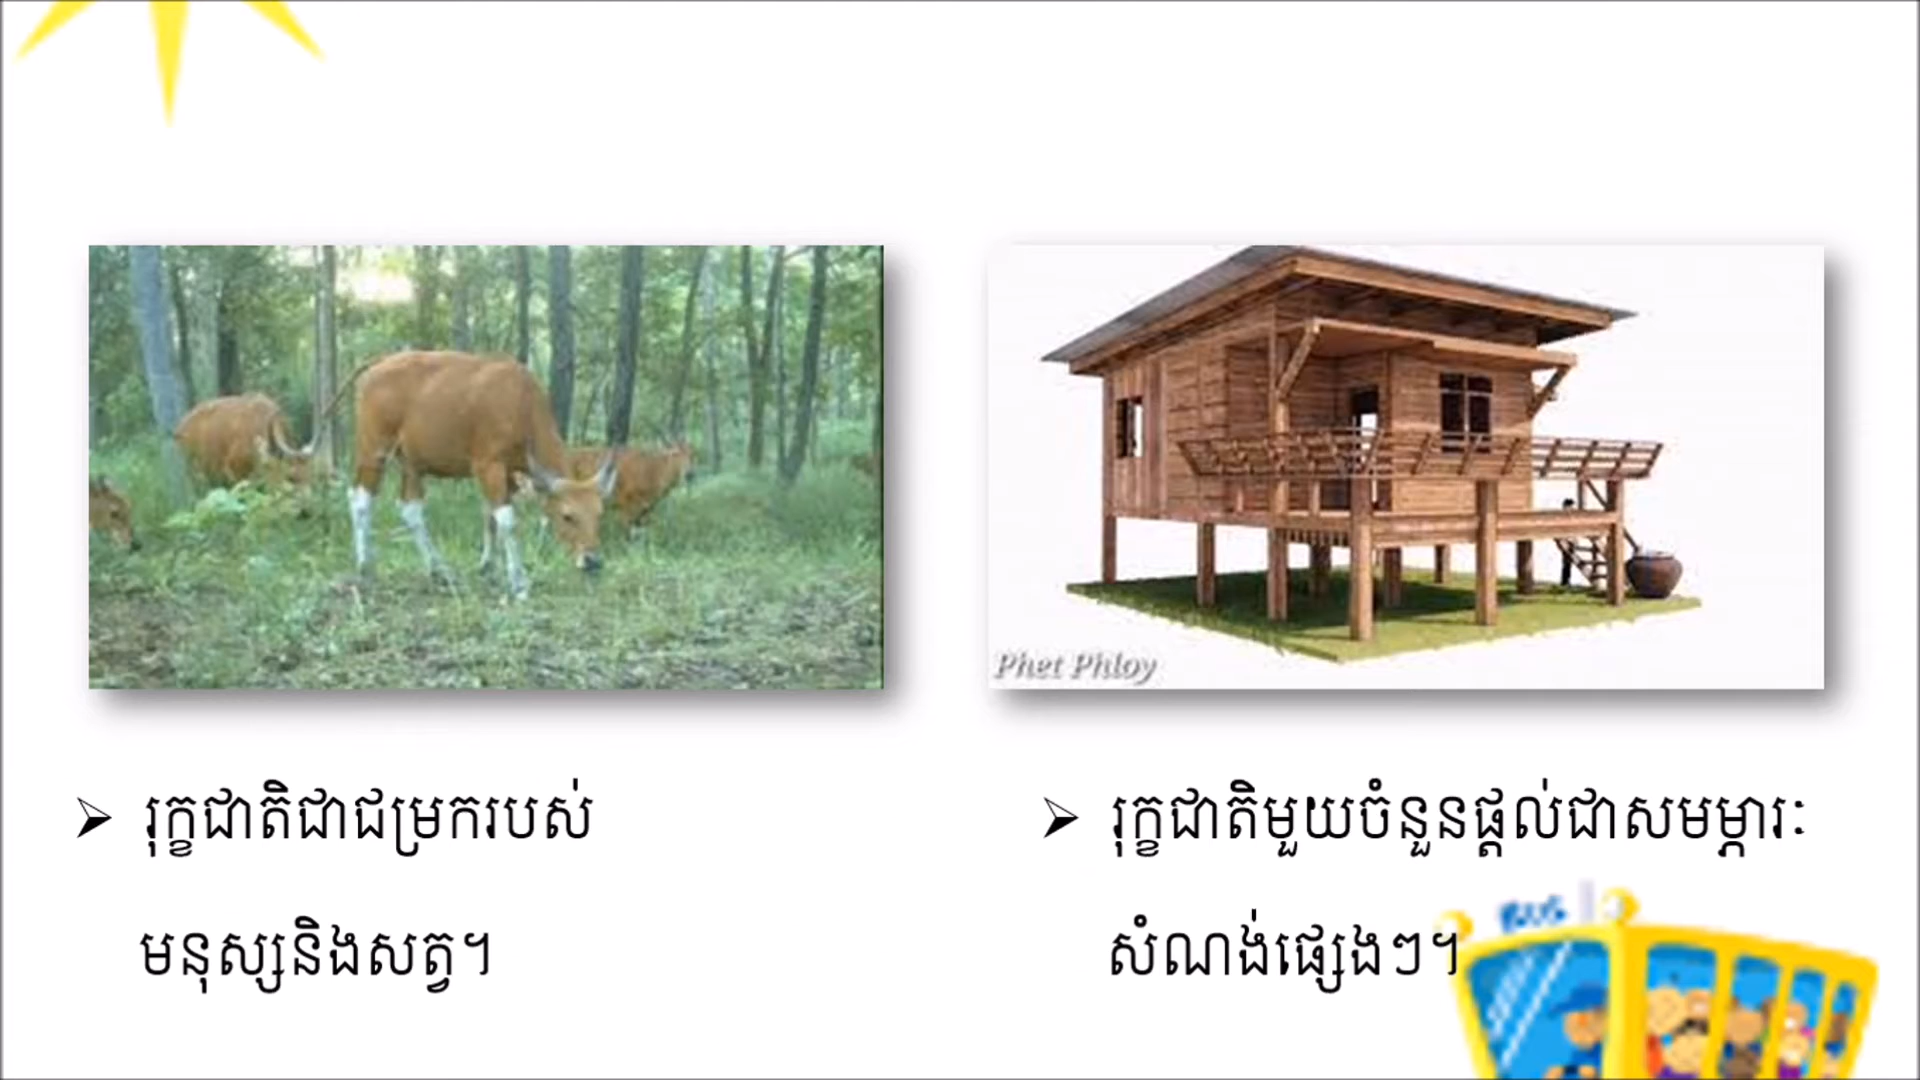 Phet Phloy
➢ រុក្ខជាតិជាជម្រករបស់
មនុស្សនិងសត្វ។
➢ រុក្ខជាតិមួយចំនួនផ្តល់ជាសមម្ភារៈ
សំណង់ផ្សេងៗ។
BUS